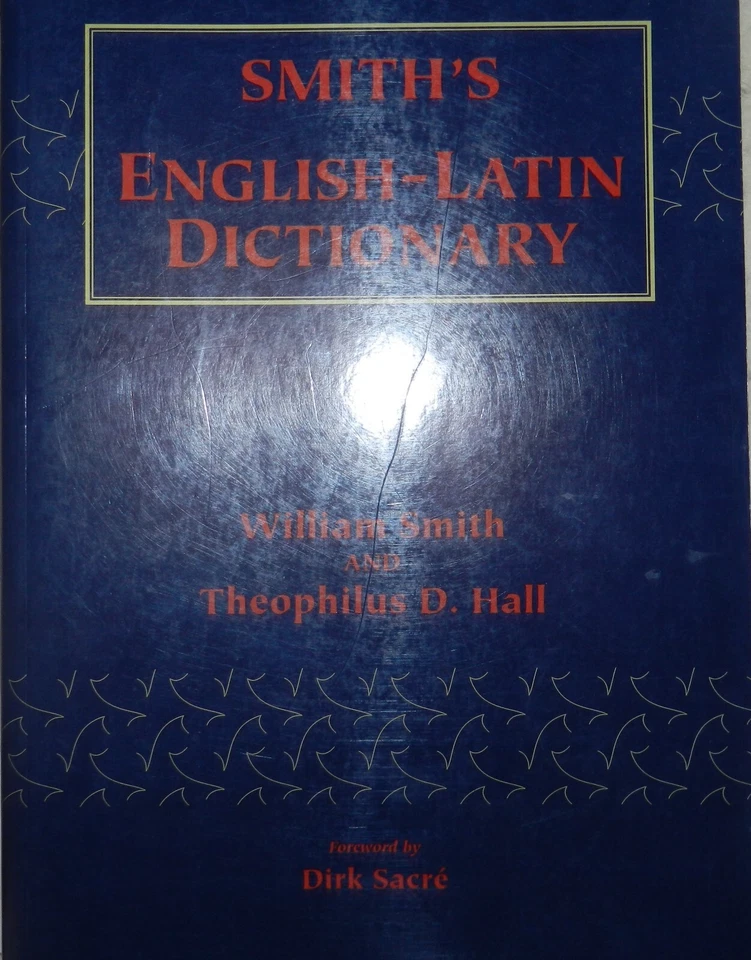 SMITH'S
ENGLISH-LATIN
DICTIONARY
William Smith
AND
Theophilus D. Hall
Foreword by
Dirk Sacré